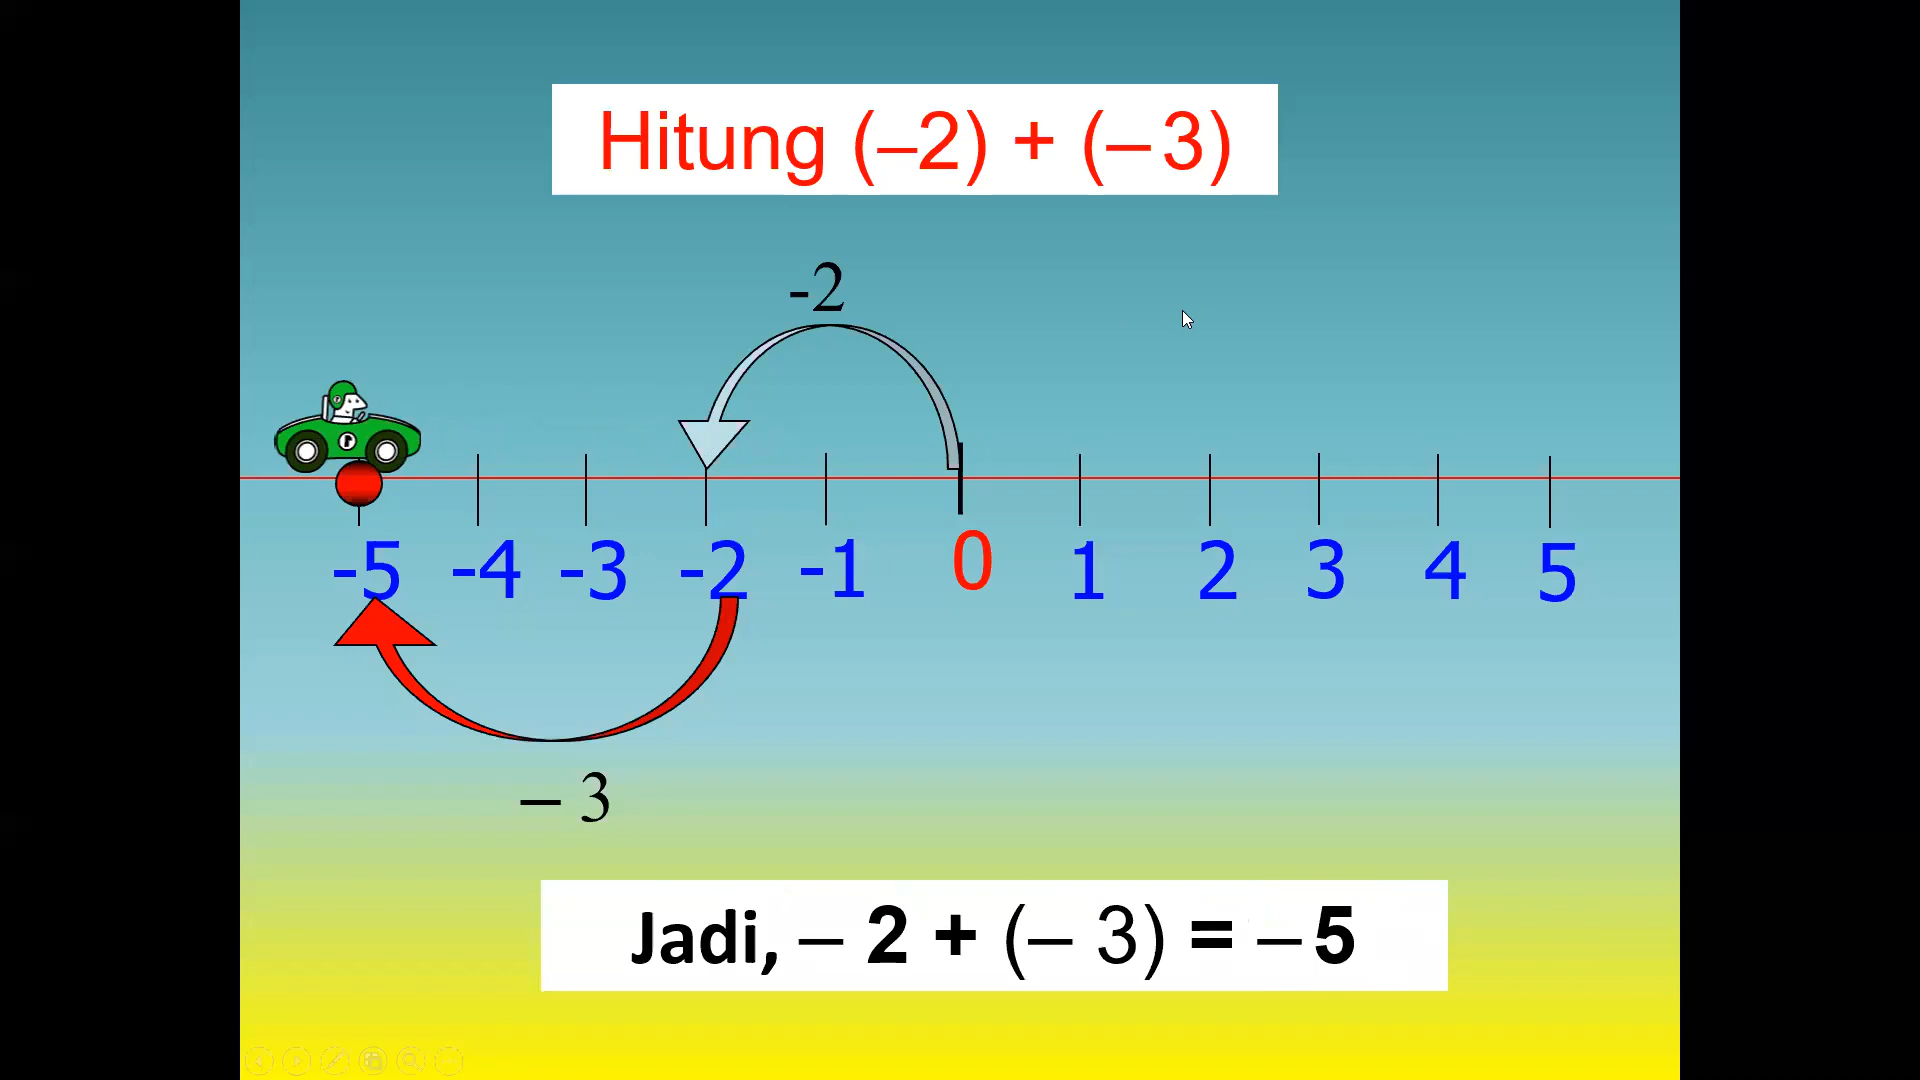 Hitung (–2) + (– 3)
-2
-5 -4 -3 -2 -1 0 1 2 3 4 5
– 3
Jadi, – 2 + (– 3) = – 5